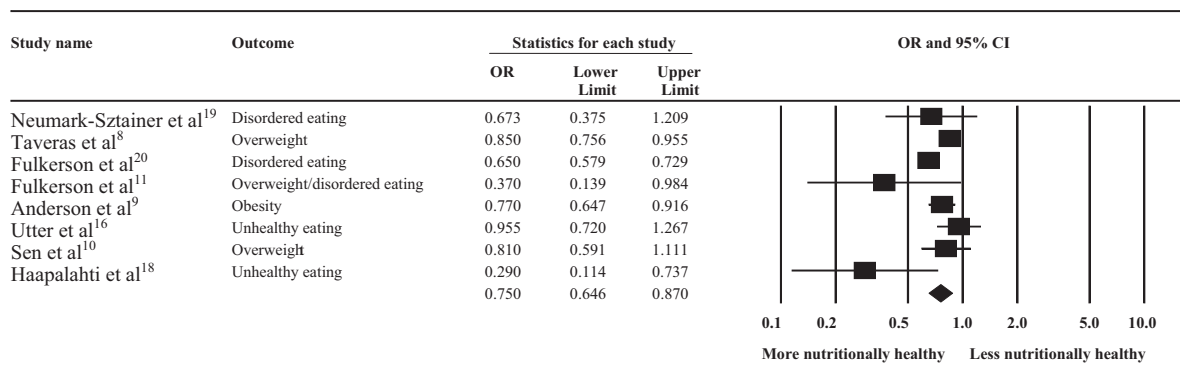 Study name Outcome Statistics for each study OR and 95% CI
OR Lower Limit Upper Limit
Neumark-Sztainer et al19 Disordered eating 0.673 0.375 1.209
Taveras et al8 Overweight 0.850 0.756 0.955
Fulkerson et al20 Disordered eating 0.650 0.579 0.729
Fulkerson et al11 Overweight/disordered eating 0.370 0.139 0.984
Anderson et al9 Obesity 0.770 0.647 0.916
Utter et al16 Unhealthy eating 0.955 0.720 1.267
Sen et al10 Overweight 0.810 0.591 1.111
Haapalahti et al18 Unhealthy eating 0.290 0.114 0.737
0.750 0.646 0.870
0.1 0.2 0.5 1.0 2.0 5.0 10.0
More nutritionally healthy Less nutritionally healthy